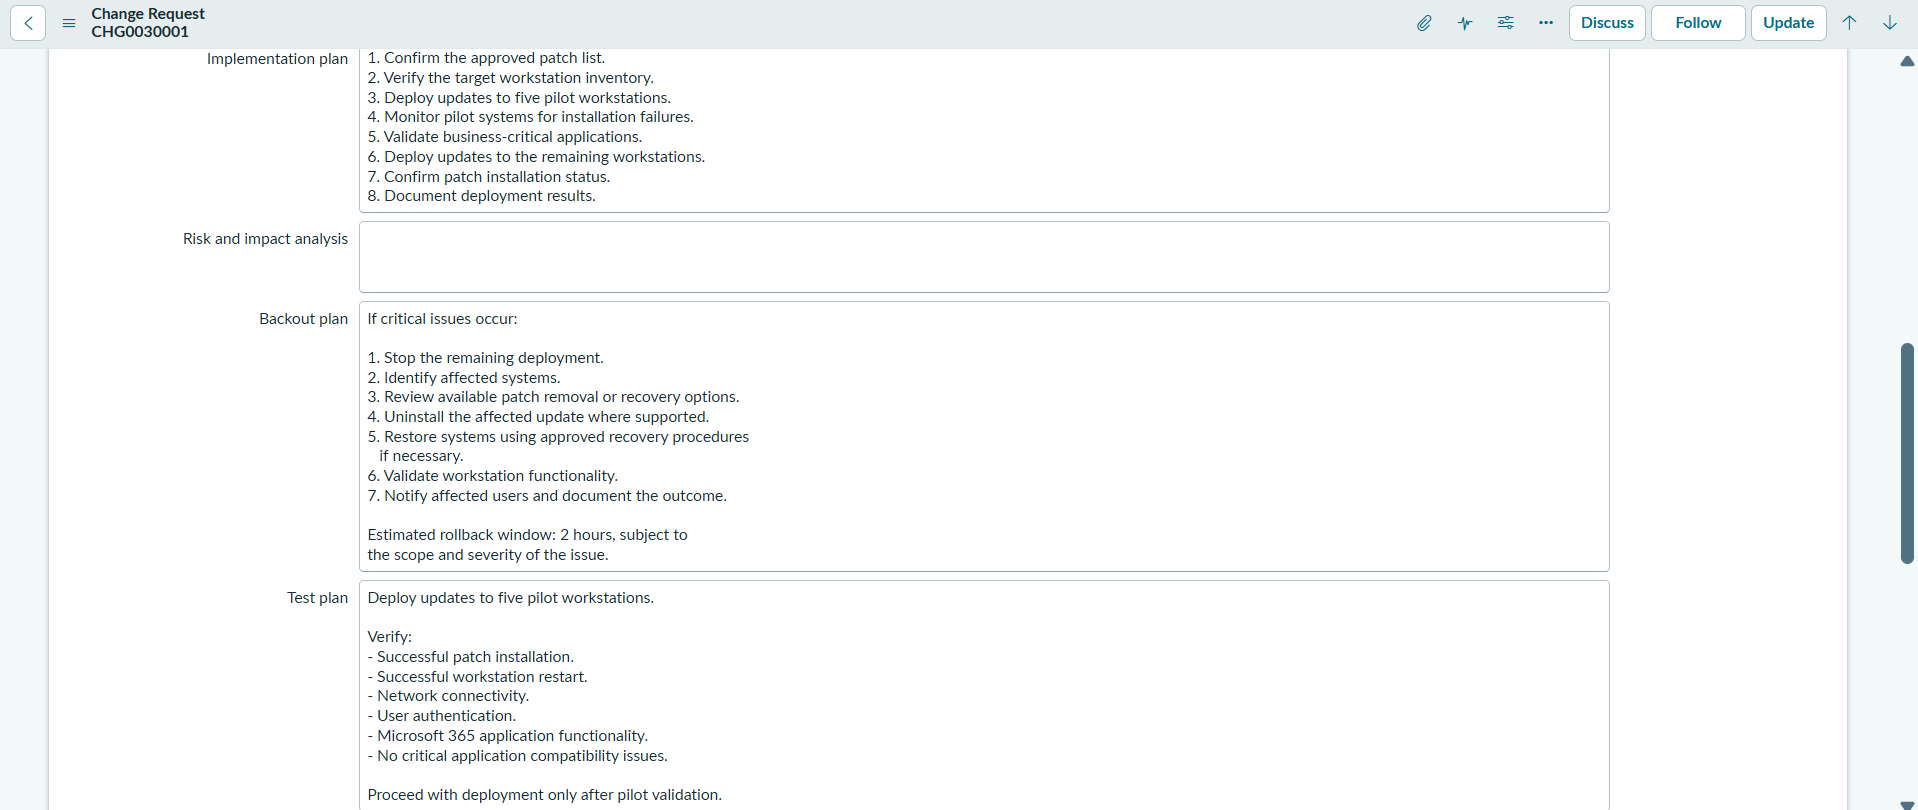 Change Request
CHG0030001
Discuss
Follow
Update
Implementation plan
1. Confirm the approved patch list.
2. Verify the target workstation inventory.
3. Deploy updates to five pilot workstations.
4. Monitor pilot systems for installation failures.
5. Validate business-critical applications.
6. Deploy updates to the remaining workstations.
7. Confirm patch installation status.
8. Document deployment results.
Risk and impact analysis
Backout plan
If critical issues occur:
1. Stop the remaining deployment.
2. Identify affected systems.
3. Review available patch removal or recovery options.
4. Uninstall the affected update where supported.
5. Restore systems using approved recovery procedures
if necessary.
6. Validate workstation functionality.
7. Notify affected users and document the outcome.
Estimated rollback window: 2 hours, subject to
the scope and severity of the issue.
Test plan
Deploy updates to five pilot workstations.
Verify:
- Successful patch installation.
- Successful workstation restart.
- Network connectivity.
- User authentication.
- Microsoft 365 application functionality.
- No critical application compatibility issues.
Proceed with deployment only after pilot validation.